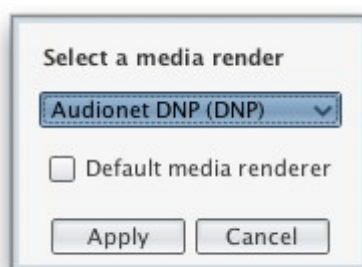 Select a media render
Audionet DNP (DNP)
Default media renderer
Apply
Cancel